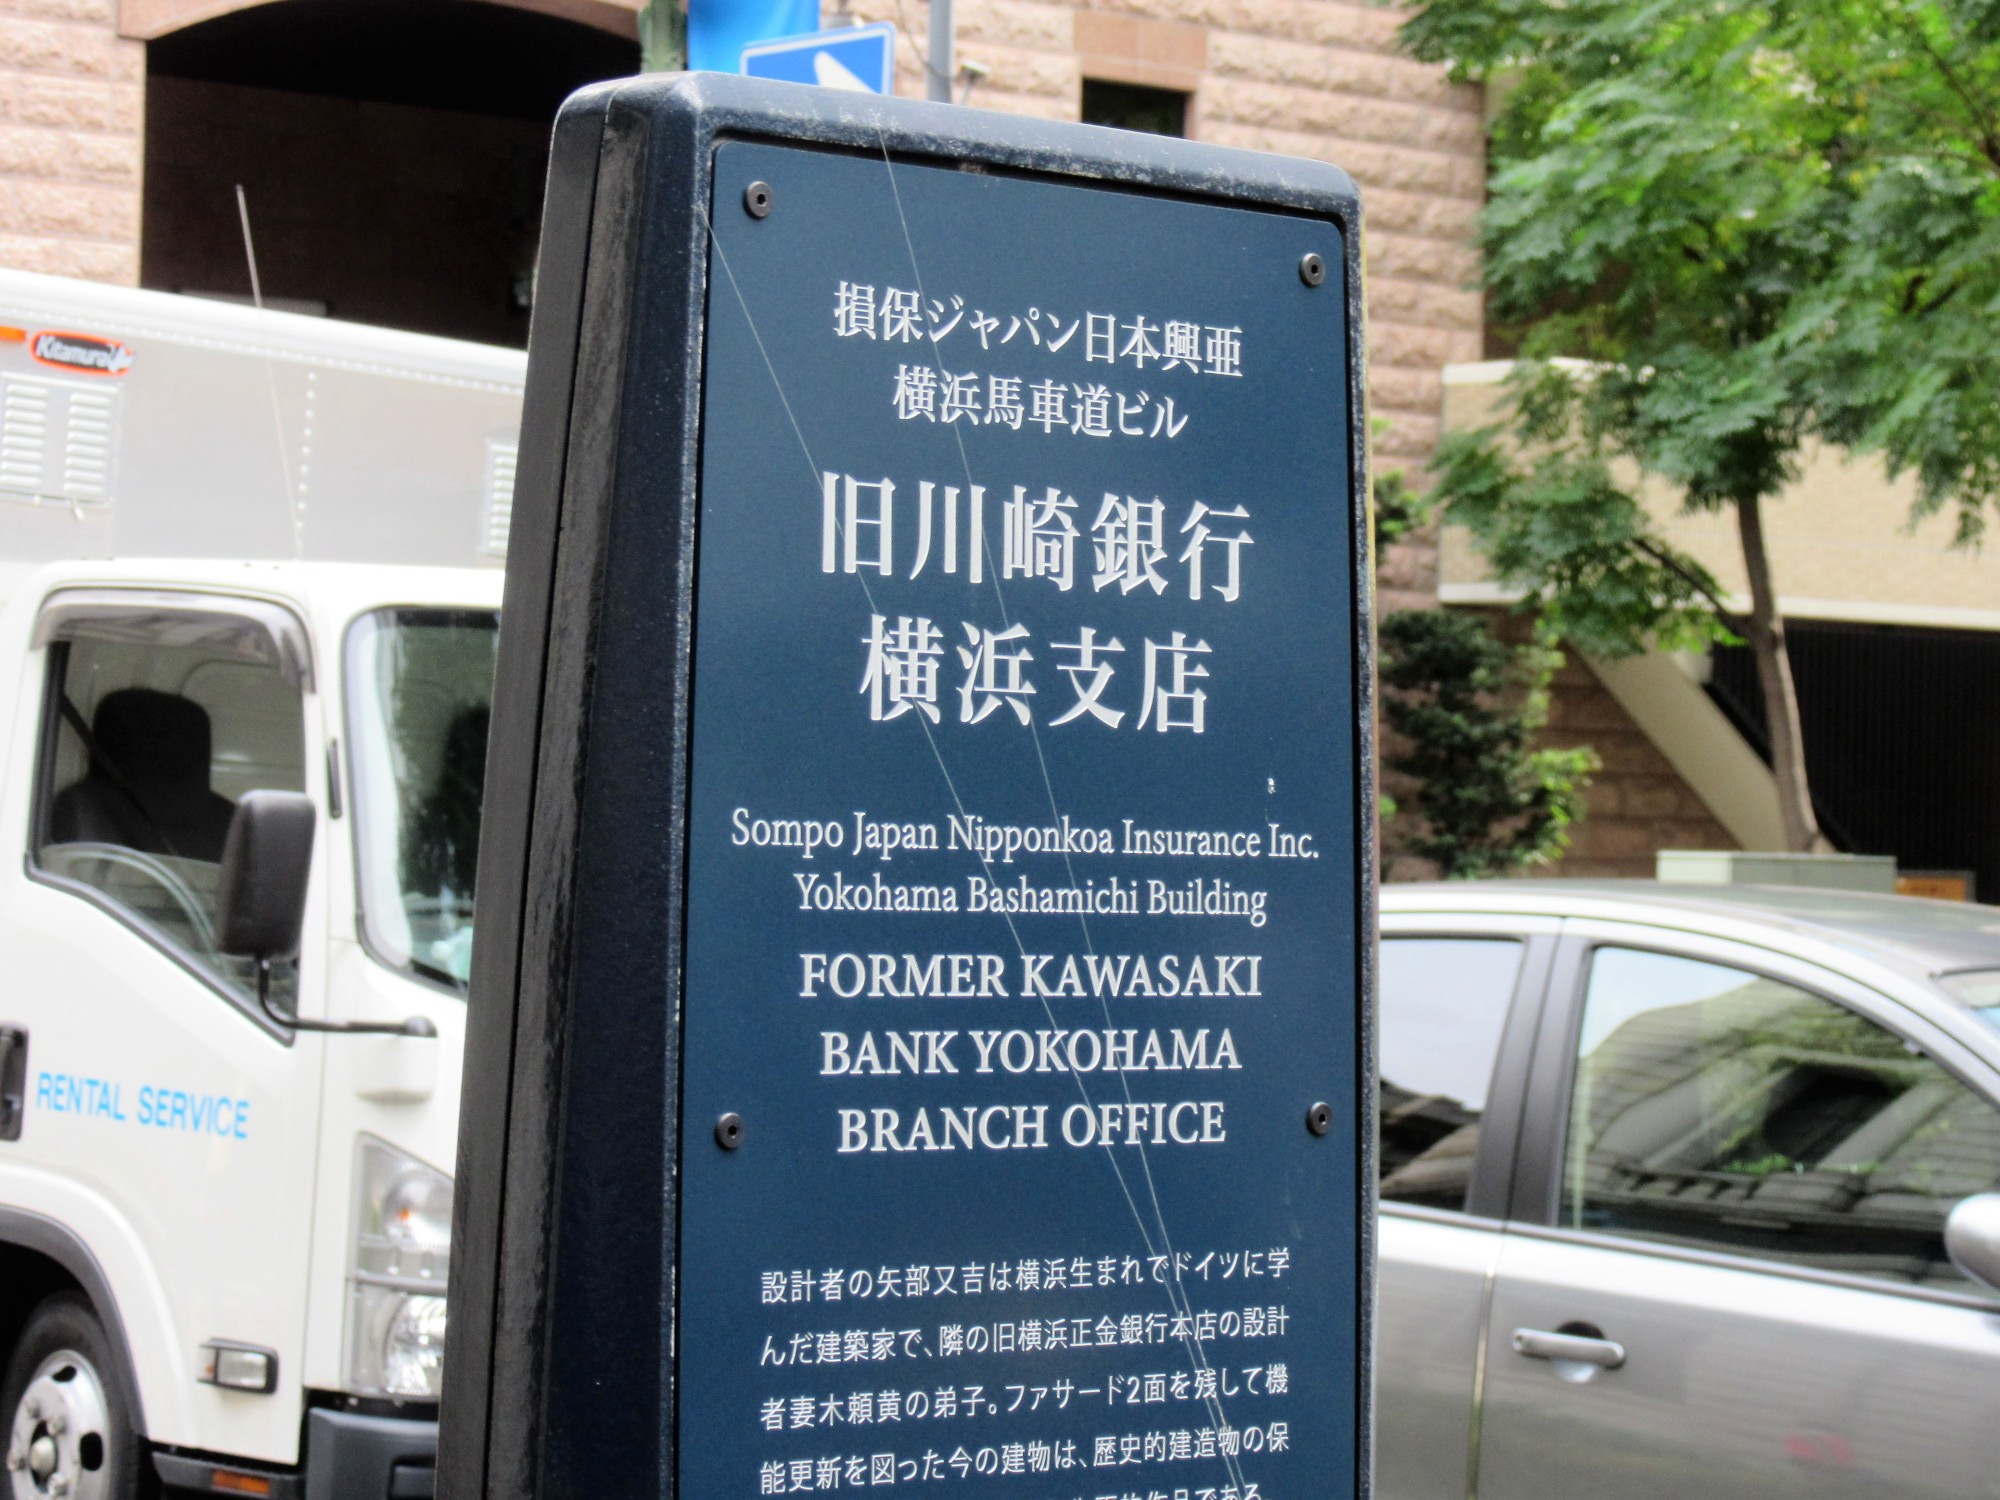 損保ジャパン日本興亜
横浜馬車道ビル
旧川崎銀行
横浜支店
Sompo Japan Nipponkoa Insurance Inc.
Yokohama Bashamichi Building
FORMER KAWASAKI
BANK YOKOHAMA
BRANCH OFFICE
設計者の矢部又吉は横浜生まれでドイツに学
んだ建築家で、隣の旧横浜正金銀行本店の設計
者妻木頼黄の弟子。ファサード2面を残して機
能更新を図った今の建物は、歴史的建造物の保
作品である。
Kitamura
RENTAL SERVICE